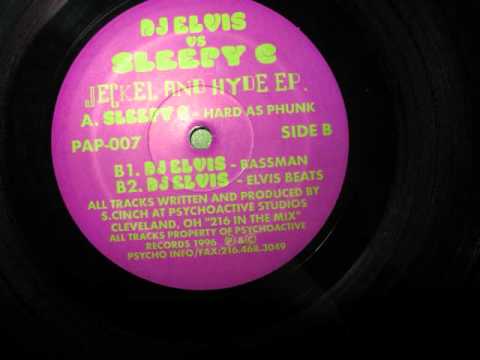 DJ ELVIS
VS
SLEEPY C
JECKEL AND HYDE EP.
A. SLEEPY C - HARD AS PHUNK
PAP-007 SIDE B
B1. DJ ELVIS - BASSMAN
B2. DJ ELVIS - ELVIS BEATS
ALL TRACKS WRITTEN AND PRODUCED BY
S.CINCH AT PSYCHOACTIVE STUDIOS
CLEVELAND, OH "216 IN THE MIX"
ALL TRACKS PROPERTY OF PSYCHOACTIVE
RECORDS 1996 ℗&©
PSYCHO INFO/FAX:216.468.3049